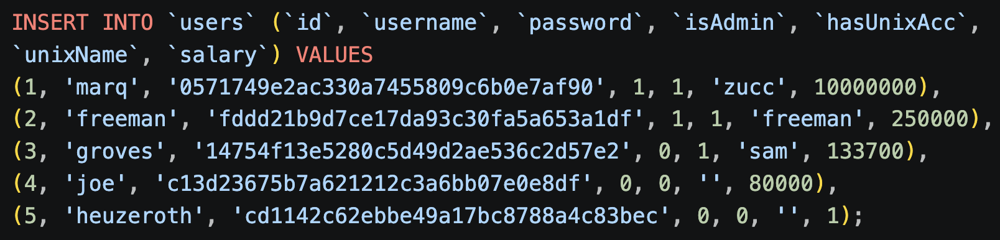 INSERT INTO `users` (`id`, `username`, `password`, `isAdmin`, `hasUnixAcc`,
`unixName`, `salary`) VALUES
(1, 'marq', '0571749e2ac330a7455809c6b0e7af90', 1, 1, 'zucc', 10000000),
(2, 'freeman', 'fddd21b9d7ce17da93c30fa5a653a1df', 1, 1, 'freeman', 250000),
(3, 'groves', '14754f13e5280c5d49d2ae536c2d57e2', 0, 1, 'sam', 133700),
(4, 'joe', 'c13d23675b7a621212c3a6bb07e0e8df', 0, 0, '', 80000),
(5, 'heuzeroth', 'cd1142c62ebbe49a17bc8788a4c83bec', 0, 0, '', 1);